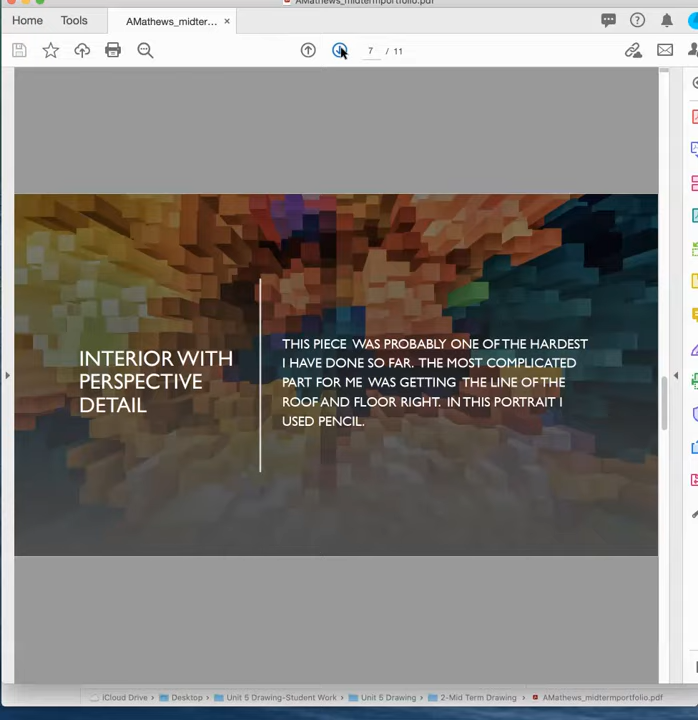 AMathews_midtermportfolio.pdf
Home Tools AMathews_midter... ×
7 / 11
INTERIOR WITH
PERSPECTIVE
DETAIL
THIS PIECE WAS PROBABLY ONE OF THE HARDEST
I HAVE DONE SO FAR. THE MOST COMPLICATED
PART FOR ME WAS GETTING THE LINE OF THE
ROOF AND FLOOR RIGHT. IN THIS PORTRAIT I
USED PENCIL.
iCloud Drive > Desktop > Unit 5 Drawing-Student Work > Unit 5 Drawing > 2-Mid Term Drawing > AMathews_midtermportfolio.pdf